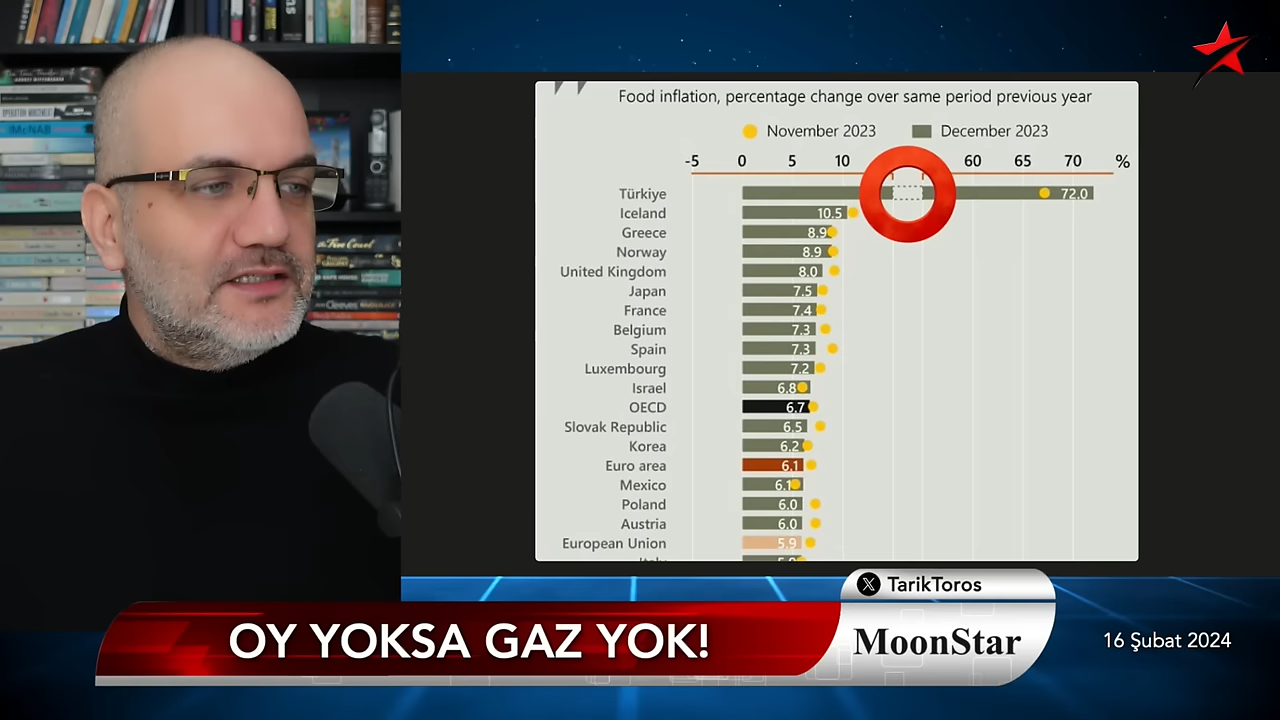 Food inflation, percentage change over same period previous year
November 2023
December 2023
-5 0 5 10 60 65 70 %
Türkiye 72.0
Iceland 10.5
Greece 8.9
Norway 8.9
United Kingdom 8.0
Japan 7.5
France 7.4
Belgium 7.3
Spain 7.3
Luxembourg 7.2
Israel 6.8
OECD 6.7
Slovak Republic 6.5
Korea 6.2
Euro area 6.1
Mexico 6.1
Poland 6.0
Austria 6.0
European Union 5.9
TarikToros
OY YOKSA GAZ YOK!
MoonStar
16 Şubat 2024